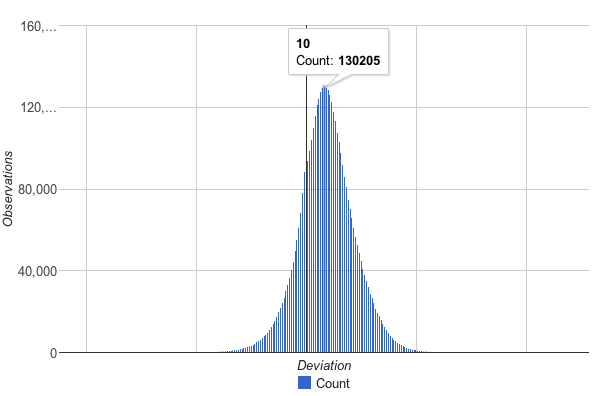 160,...
10
Count: 130205
120,...
80,000
40,000
0
Observations
Deviation
Count